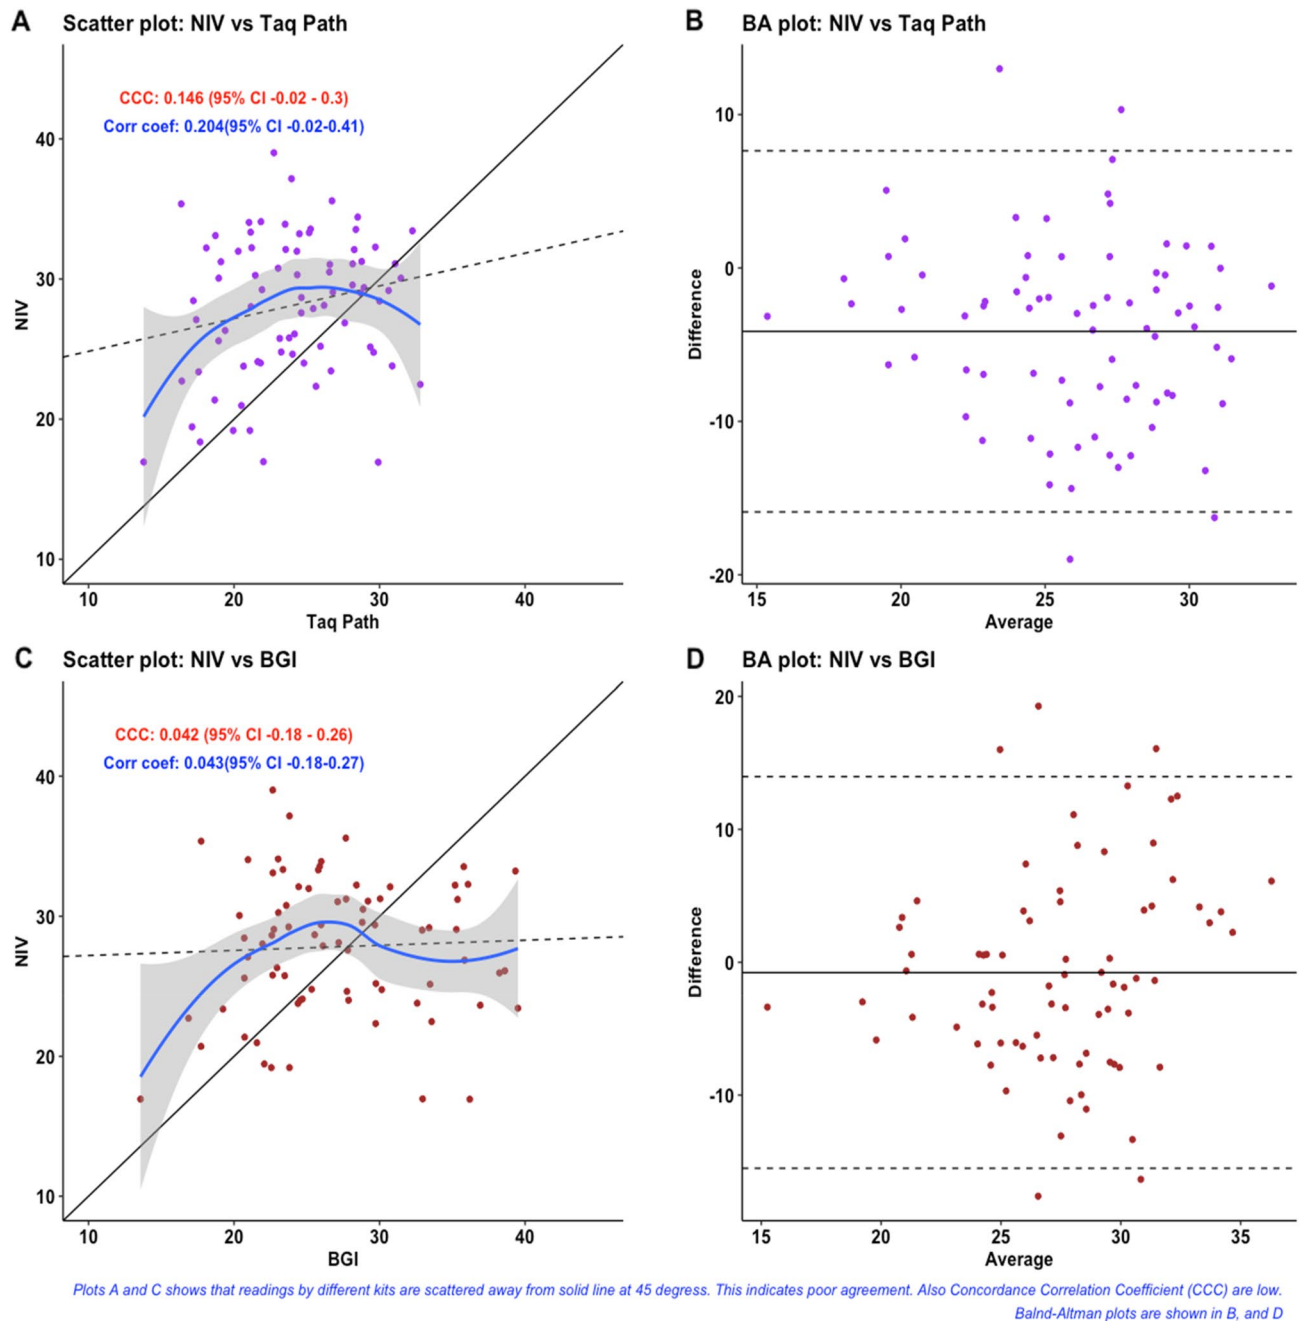 A Scatter plot: NIV vs Taq Path
CCC: 0.146 (95% CI -0.02 - 0.3)
Corr coef: 0.204(95% CI -0.02-0.41)
NIV
40
30
20
10
10 20 30 40
Taq Path
B BA plot: NIV vs Taq Path
Difference
10
0
-10
-20
15 20 25 30
Average
C Scatter plot: NIV vs BGI
CCC: 0.042 (95% CI -0.18 - 0.26)
Corr coef: 0.043(95% CI -0.18-0.27)
NIV
40
30
20
10
10 20 30 40
BGI
D BA plot: NIV vs BGI
Difference
20
10
0
-10
15 20 25 30 35
Average
Plots A and C shows that readings by different kits are scattered away from solid line at 45 degress. This indicates poor agreement. Also Concordance Correlation Coefficient (CCC) are low.
Balnd-Altman plots are shown in B, and D